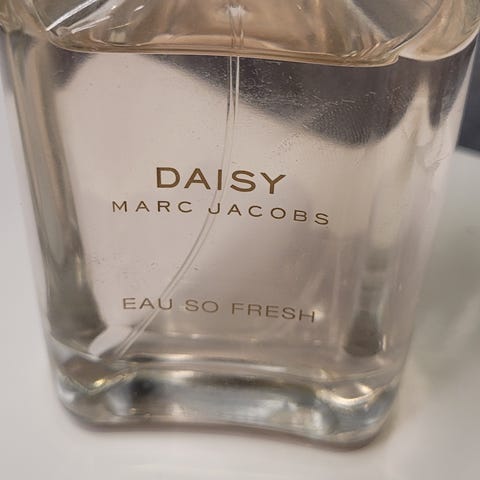 DAISY
MARC JACOBS
EAU SO FRESH